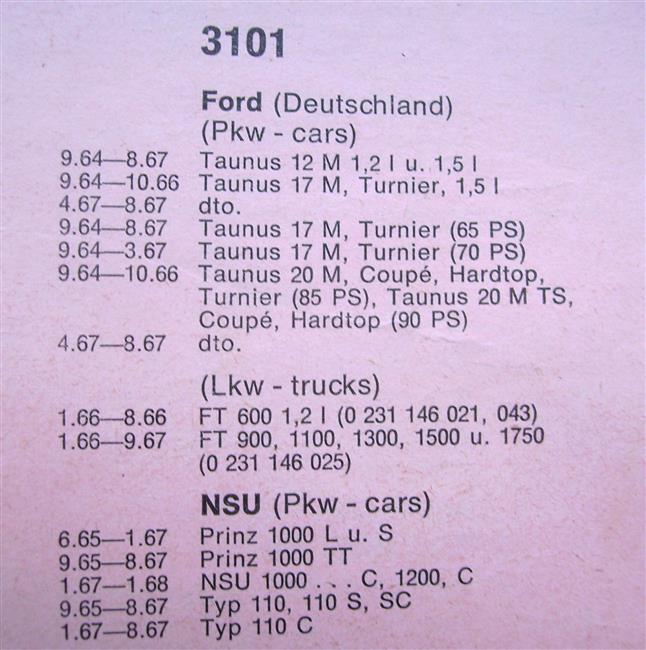 3101
Ford (Deutschland)
(Pkw - cars)
9.64—8.67 Taunus 12 M 1,2 l u. 1,5 l
9.64—10.66 Taunus 17 M, Turnier, 1,5 l
4.67—8.67 dto.
9.64—8.67 Taunus 17 M, Turnier (65 PS)
9.64—3.67 Taunus 17 M, Turnier (70 PS)
9.64—10.66 Taunus 20 M, Coupé, Hardtop,
Turnier (85 PS), Taunus 20 M TS,
Coupé, Hardtop (90 PS)
4.67—8.67 dto.
(Lkw - trucks)
1.66—8.66 FT 600 1,2 l (0 231 146 021, 043)
1.66—9.67 FT 900, 1100, 1300, 1500 u. 1750
(0 231 146 025)
NSU (Pkw - cars)
6.65—1.67 Prinz 1000 L u. S
9.65—8.67 Prinz 1000 TT
1.67—1.68 NSU 1000 . . . C, 1200, C
9.65—8.67 Typ 110, 110 S, SC
1.67—8.67 Typ 110 C